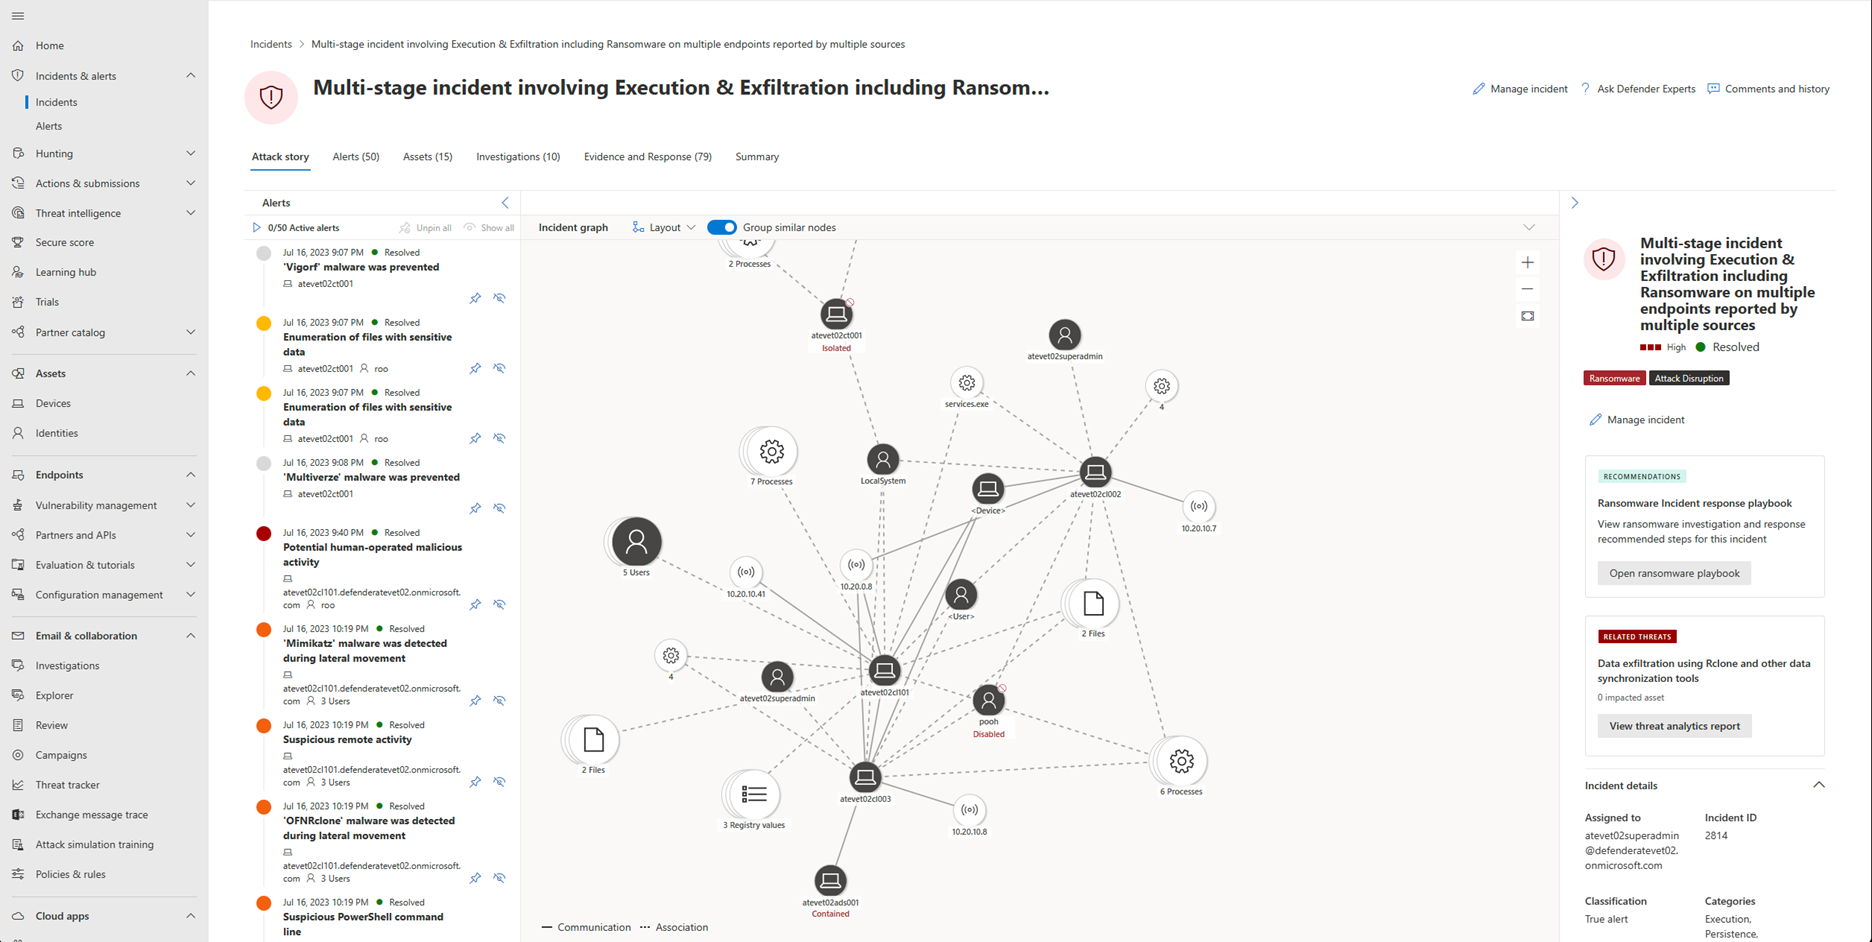 Home
Incidents & alerts
Incidents
Alerts
Hunting
Actions & submissions
Threat intelligence
Secure score
Learning hub
Trials
Partner catalog
Assets
Devices
Identities
Endpoints
Vulnerability management
Partners and APIs
Evaluation & tutorials
Configuration management
Email & collaboration
Investigations
Explorer
Review
Campaigns
Threat tracker
Exchange message trace
Attack simulation training
Policies & rules
Cloud apps
Incidents > Multi-stage incident involving Execution & Exfiltration including Ransomware on multiple endpoints reported by multiple sources
Multi-stage incident involving Execution & Exfiltration including Ransom...
Manage incident ? Ask Defender Experts Comments and history
Attack story Alerts (50) Assets (15) Investigations (10) Evidence and Response (79) Summary
Alerts
0/50 Active alerts Unpin all Show all
Jul 16, 2023 9:07 PM Resolved
'Vigorf' malware was prevented
atevet02ct001
Jul 16, 2023 9:07 PM Resolved
Enumeration of files with sensitive
data
atevet02ct001 roo
Jul 16, 2023 9:07 PM Resolved
Enumeration of files with sensitive
data
atevet02ct001 roo
Jul 16, 2023 9:08 PM Resolved
'Multiverze' malware was prevented
atevet02ct001
Jul 16, 2023 9:40 PM Resolved
Potential human-operated malicious
activity
atevet02cl101.defenderatevet02.onmicrosoft.
com roo
Jul 16, 2023 10:19 PM Resolved
'Mimikatz' malware was detected
during lateral movement
atevet02cl101.defenderatevet02.onmicrosoft.
com 3 Users
Jul 16, 2023 10:19 PM Resolved
Suspicious remote activity
atevet02cl101.defenderatevet02.onmicrosoft.
com 3 Users
Jul 16, 2023 10:19 PM Resolved
'OFNRclone' malware was detected
during lateral movement
atevet02cl101.defenderatevet02.onmicrosoft.
com 3 Users
Jul 16, 2023 10:19 PM Resolved
Suspicious PowerShell command
line
Incident graph Layout Group similar nodes
2 Processes
atevet02ct001
Isolated
atevet02superadmin
services.exe
4
7 Processes
LocalSystem
atevet02cl002
<Device>
10.20.10.7
5 Users
10.20.10.41
10.20.0.8
<User>
2 Files
4
atevet02superadmin
atevet02cl101
pooh
Disabled
2 Files
3 Registry values
atevet02cl003
6 Processes
10.20.10.8
atevet02ads001
Contained
Communication Association
Multi-stage incident
involving Execution &
Exfiltration including
Ransomware on multiple
endpoints reported by
multiple sources
High Resolved
Ransomware Attack Disruption
Manage incident
RECOMMENDATIONS
Ransomware Incident response playbook
View ransomware investigation and response
recommended steps for this incident
Open ransomware playbook
RELATED THREATS
Data exfiltration using Rclone and other data
synchronization tools
0 impacted asset
View threat analytics report
Incident details
Assigned to
atevet02superadmin
@defenderatevet02.
onmicrosoft.com
Incident ID
2814
Classification
True alert
Categories
Execution,
Persistence,